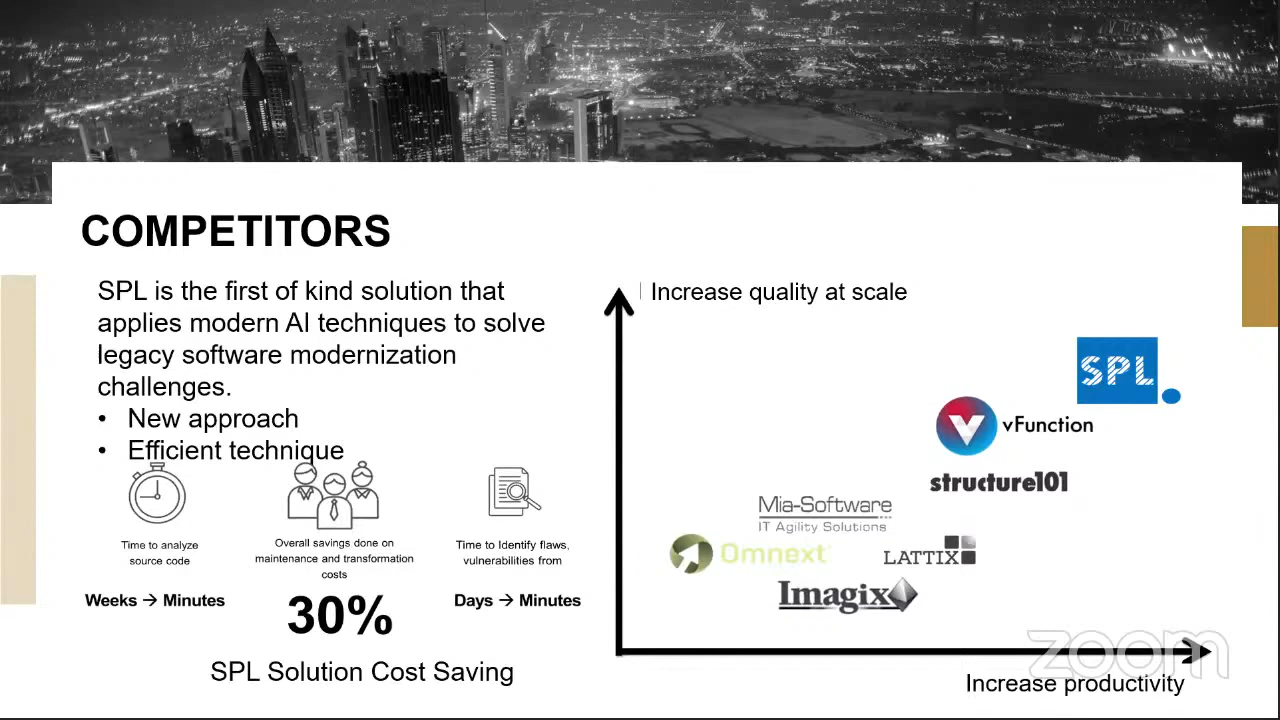 COMPETITORS
SPL is the first of kind solution that
applies modern AI techniques to solve
legacy software modernization
challenges.
• New approach
• Efficient technique
Time to analyze
source code
Weeks → Minutes
Overall savings done on
maintenance and transformation
costs
30%
Time to Identify flaws,
vulnerabilities from
Days → Minutes
SPL Solution Cost Saving
Increase quality at scale
SPL
vFunction
structure101
Mia-Software
IT Agility Solutions
Omnext
LATTIX
Imagix
zoom
Increase productivity